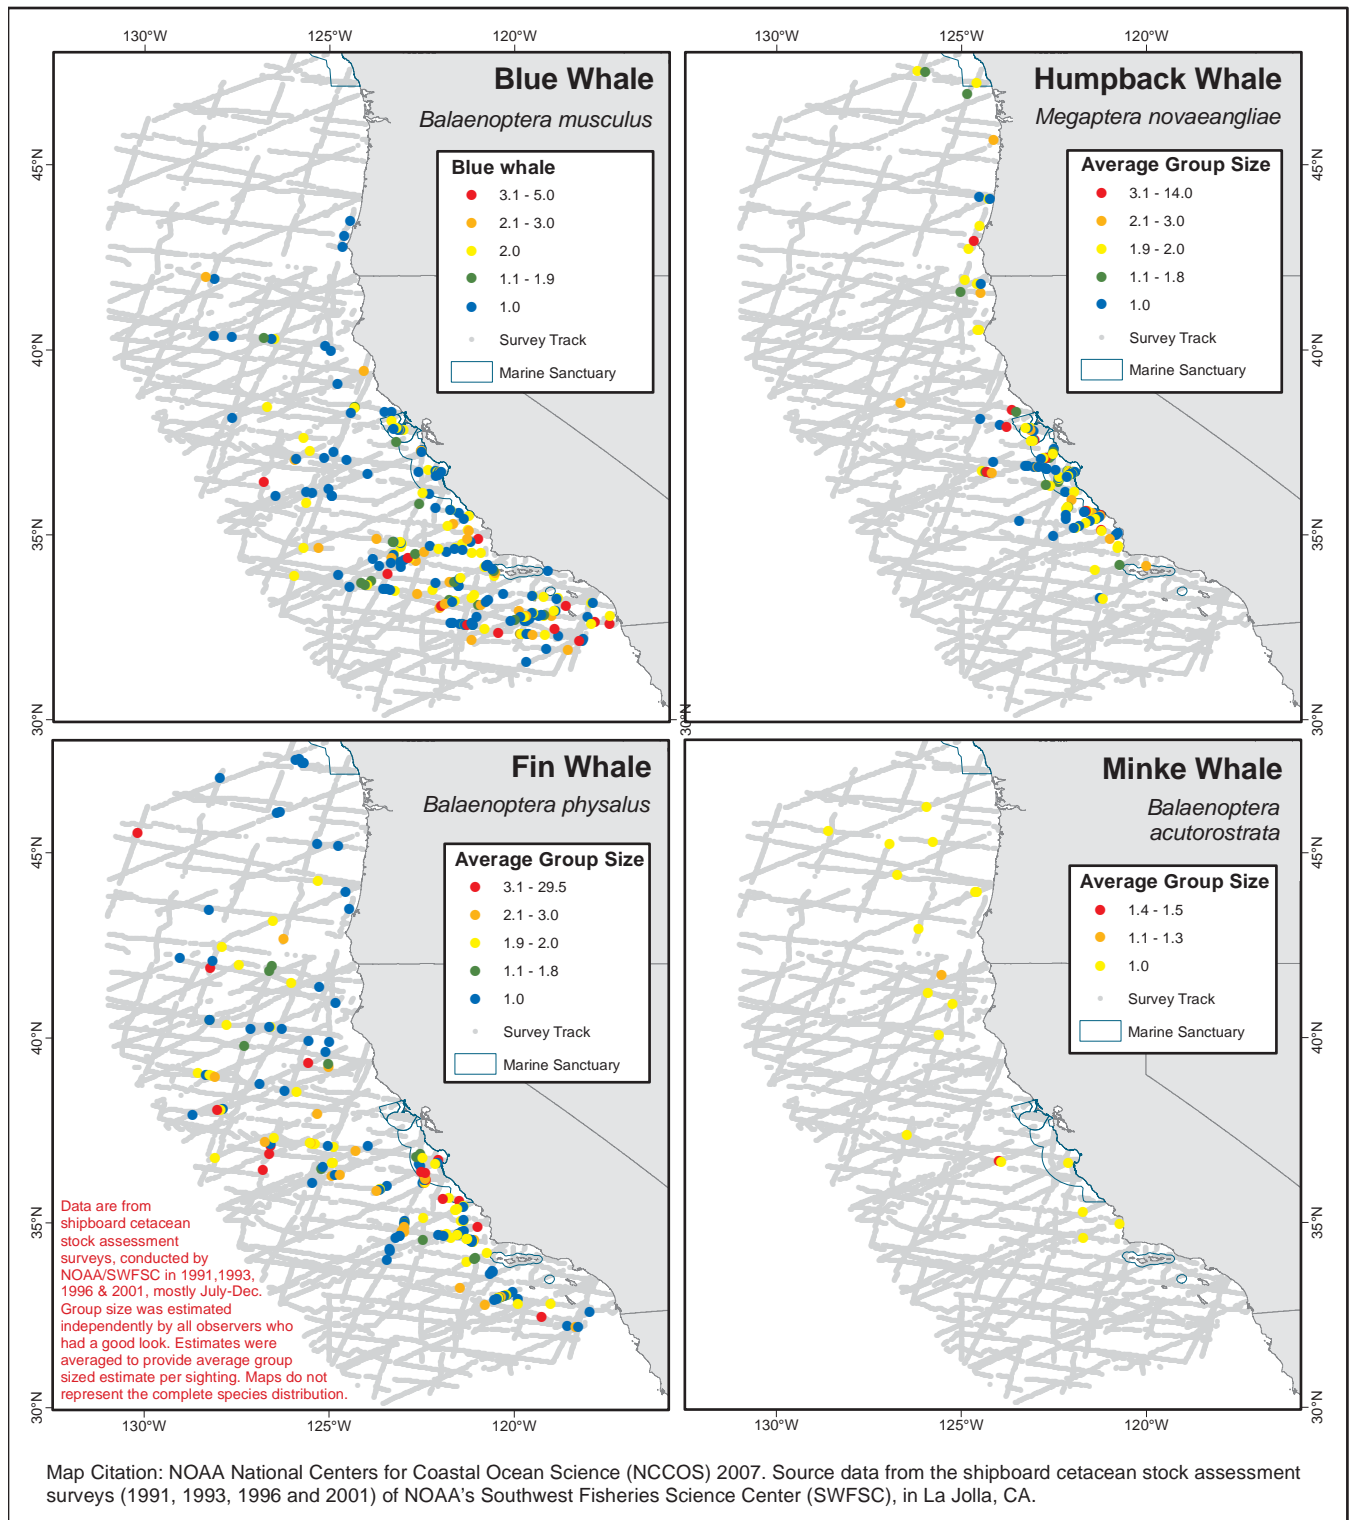 130°W
125°W
120°W
130°W
125°W
120°W
Blue Whale
Balaenoptera musculus
Blue whale
3.1 - 5.0
2.1 - 3.0
2.0
1.1 - 1.9
1.0
Survey Track
Marine Sanctuary
45°N
40°N
35°N
30°N
Humpback Whale
Megaptera novaeangliae
Average Group Size
3.1 - 14.0
2.1 - 3.0
1.9 - 2.0
1.1 - 1.8
1.0
Survey Track
Marine Sanctuary
45°N
40°N
35°N
30°N
30°N
Fin Whale
Balaenoptera physalus
Average Group Size
3.1 - 29.5
2.1 - 3.0
1.9 - 2.0
1.1 - 1.8
1.0
Survey Track
Marine Sanctuary
45°N
40°N
35°N
30°N
Data are from
shipboard cetacean
stock assessment
surveys, conducted by
NOAA/SWFSC in 1991,1993,
1996 & 2001, mostly July-Dec.
Group size was estimated
independently by all observers who
had a good look. Estimates were
averaged to provide average group
sized estimate per sighting. Maps do not
represent the complete species distribution.
Minke Whale
Balaenoptera
acutorostrata
Average Group Size
1.4 - 1.5
1.1 - 1.3
1.0
Survey Track
Marine Sanctuary
45°N
40°N
35°N
30°N
130°W
125°W
120°W
130°W
125°W
120°W
Map Citation: NOAA National Centers for Coastal Ocean Science (NCCOS) 2007. Source data from the shipboard cetacean stock assessment
surveys (1991, 1993, 1996 and 2001) of NOAA's Southwest Fisheries Science Center (SWFSC), in La Jolla, CA.